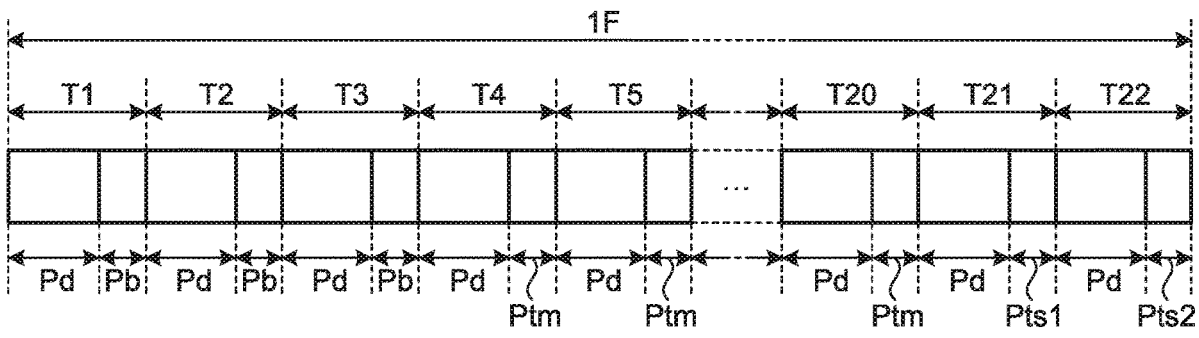 1F
T1 T2 T3 T4 T5 T20 T21 T22
...
Pd Pb Pd Pb Pd Pb Pd Pd Pd Pd Pd
Ptm Ptm Ptm Pts1 Pts2